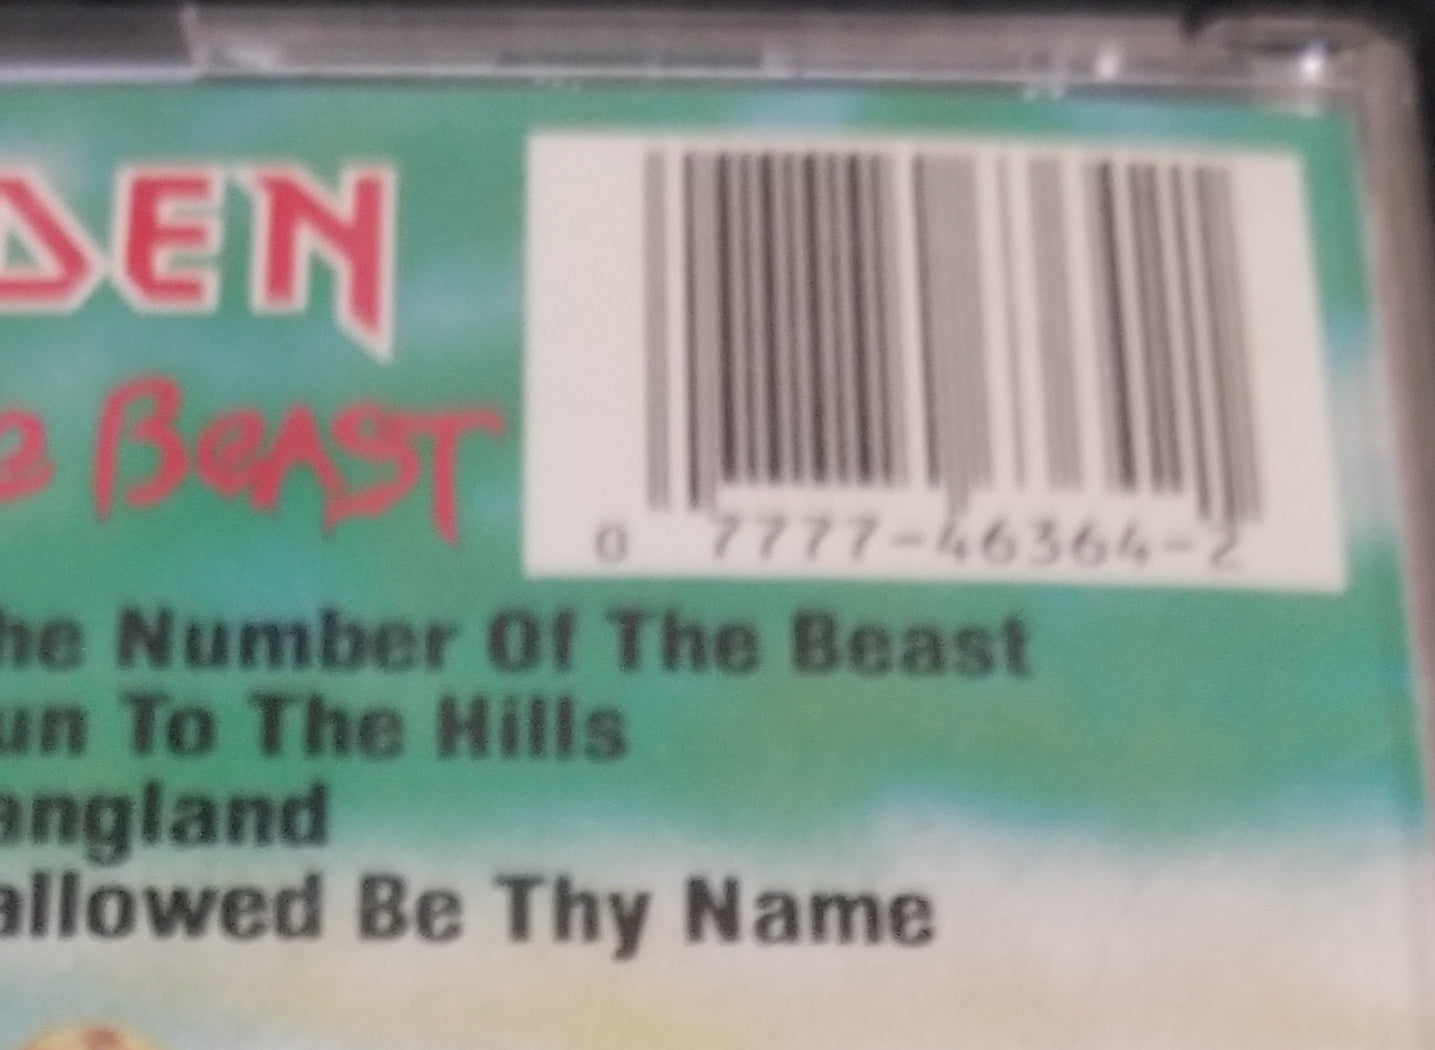 DEN
e BeAST
0 7777-46364-2
he Number Of The Beast
un To The Hills
angland
allowed Be Thy Name